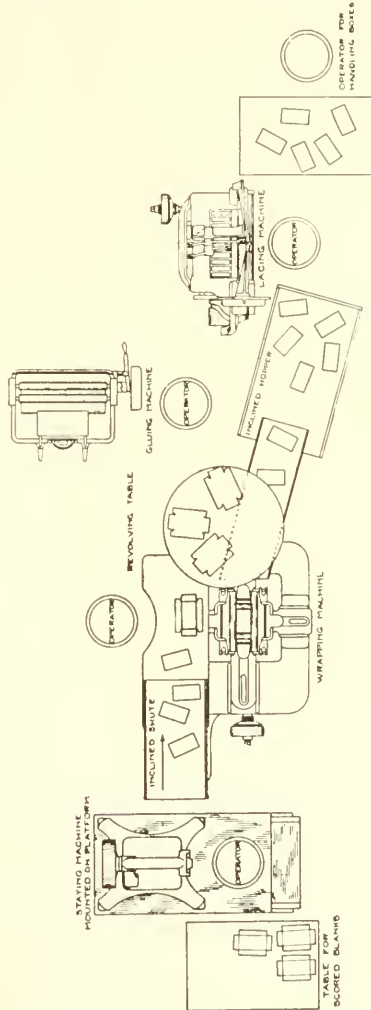 TABLE FOR
SCORED BLANKS
STAYING MACHINE
MOUNTED ON PLATFORM
OPERATOR
INCLINED SHUTE
OPERATOR
WRAPPING MACHINE
REVOLVING TABLE
GLUING MACHINE
OPERATOR
INCLINED HOPPER
LACING MACHINE
OPERATOR
OPERATOR FOR
HANDLING BOXES